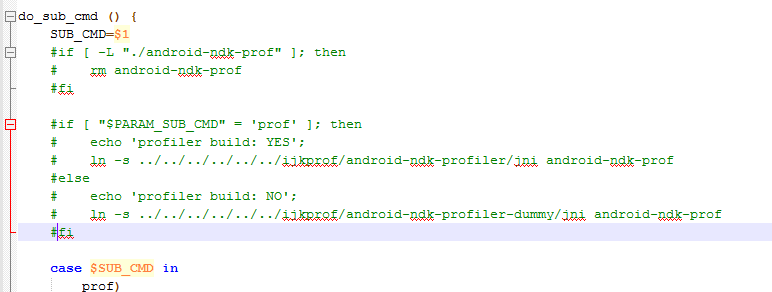 do_sub_cmd () {
    SUB_CMD=$1
    #if [ -L "./android-ndk-prof" ]; then
    #    rm android-ndk-prof
    #fi

    #if [ "$PARAM_SUB_CMD" = 'prof' ]; then
    #    echo 'profiler build: YES';
    #    ln -s ../../../../../../ijkprof/android-ndk-profiler/jni android-ndk-prof
    #else
    #    echo 'profiler build: NO';
    #    ln -s ../../../../../../ijkprof/android-ndk-profiler-dummy/jni android-ndk-prof
    #fi

    case $SUB_CMD in
        prof)